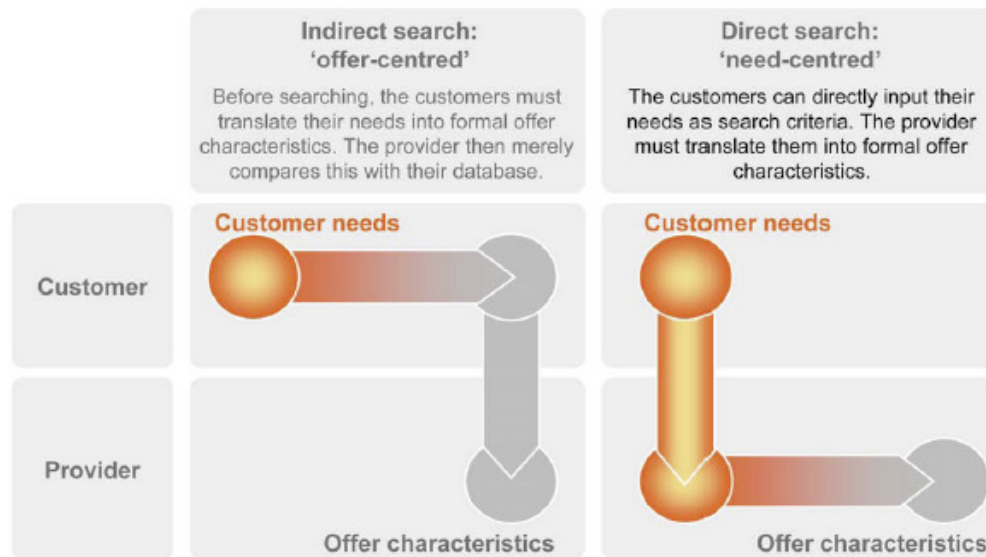 Indirect search:
‘offer-centred’
Before searching, the customers must
translate their needs into formal offer
characteristics. The provider then merely
compares this with their database.
Direct search:
‘need-centred’
The customers can directly input their
needs as search criteria. The provider
must translate them into formal offer
characteristics.
Customer
Customer needs
Customer needs
Provider
Offer characteristics
Offer characteristics